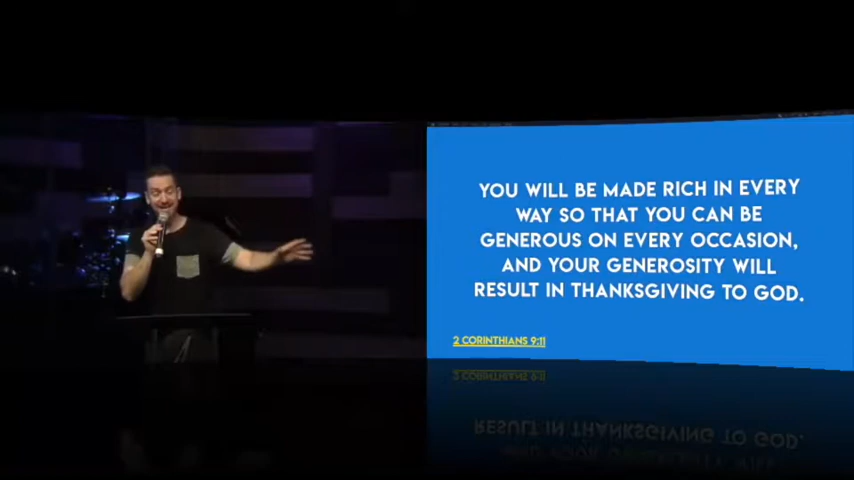 YOU WILL BE MADE RICH IN EVERY
WAY SO THAT YOU CAN BE
GENEROUS ON EVERY OCCASION,
AND YOUR GENEROSITY WILL
RESULT IN THANKSGIVING TO GOD.
2 CORINTHIANS 9:11